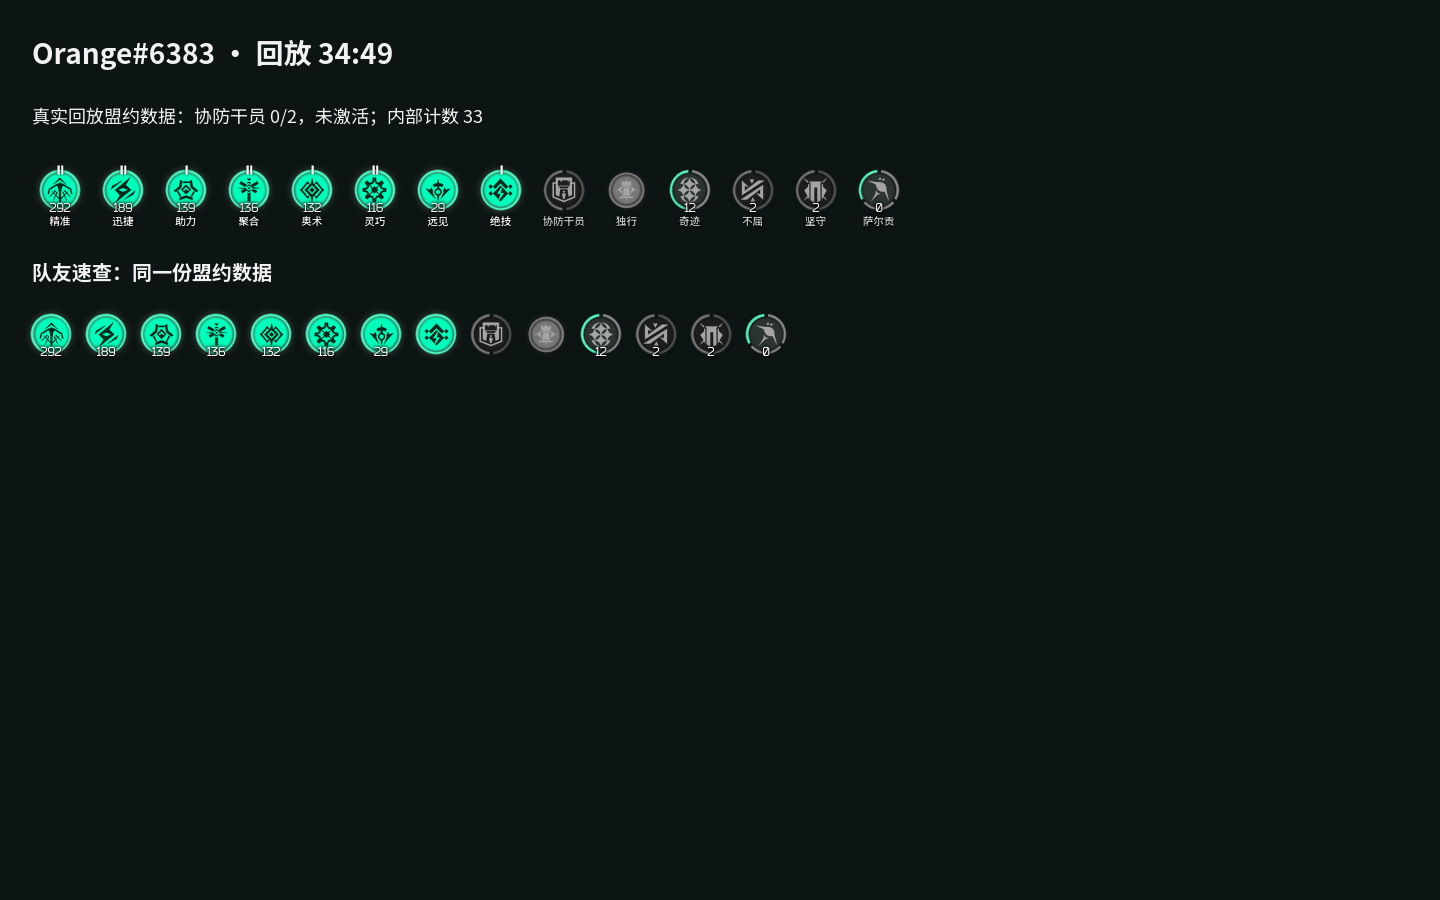 Orange#6383 · 回放 34:49
真实回放盟约数据：协防干员 0/2，未激活；内部计数 33
292 189 139 136 132 116 29 12 2 2 0
精准 迅捷 助力 聚合 奥术 灵巧 远见 绝技 协防干员 独行 奇迹 不屈 坚守 萨尔贡
队友速查：同一份盟约数据
292 189 139 136 132 116 29 12 2 2 0